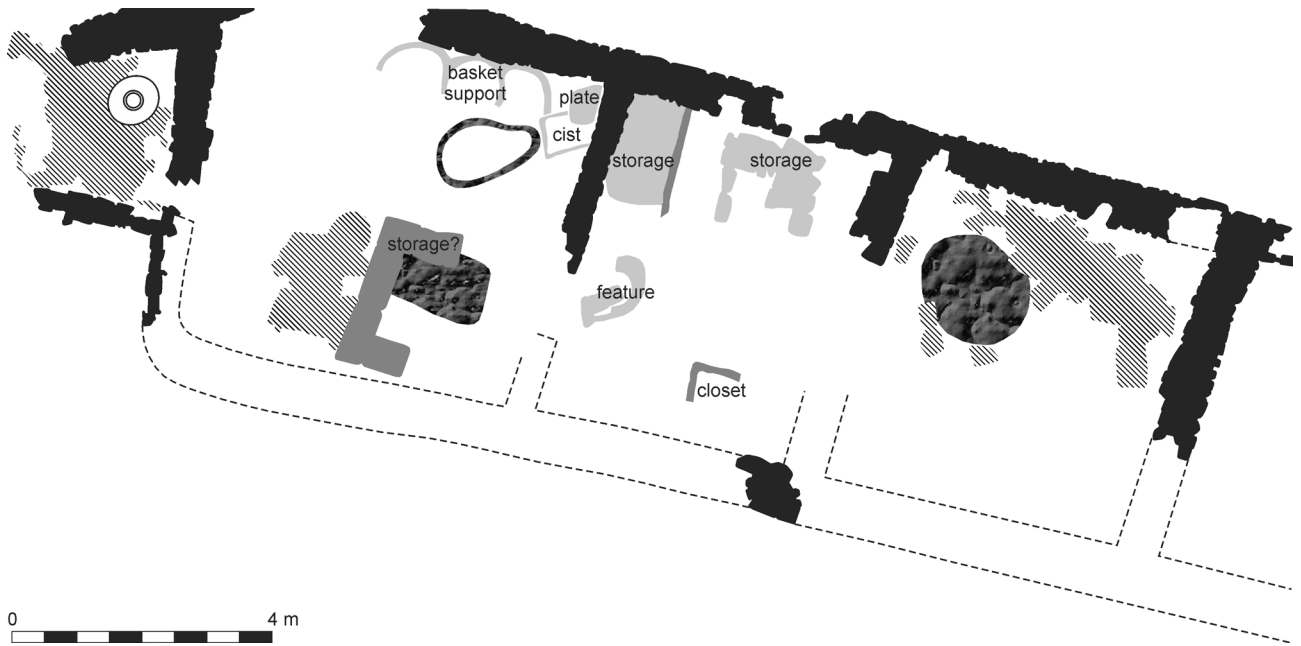 basket
support
plate
cist
storage
storage
storage?
feature
closet
0
4 m